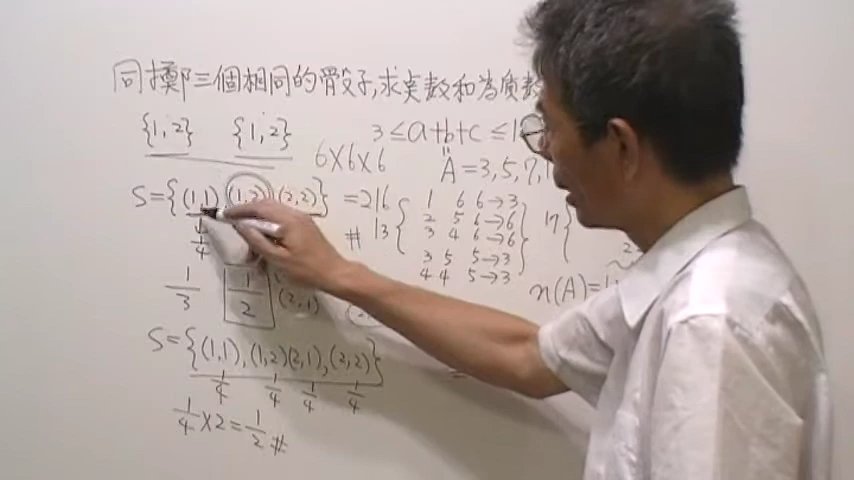 同擲三個相同的骰子,求点数和為质数
{1,2} {1,2}
3≤a+b+c≤1
6×6×6
=216
#
A=3,5,7,1
S={(1,1) (1,2) (2,2)}
1/4
1/3 1/2
(2,1)
13{
1 6 6→3
2 5 6→6
3 4 6→6
3 5 5→3
4 4 5→3
}
17{
n(A)=
S={(1,1),(1,2)(2,1),(2,2)}
1/4 1/4 1/4 1/4
1/4×2=1/2#